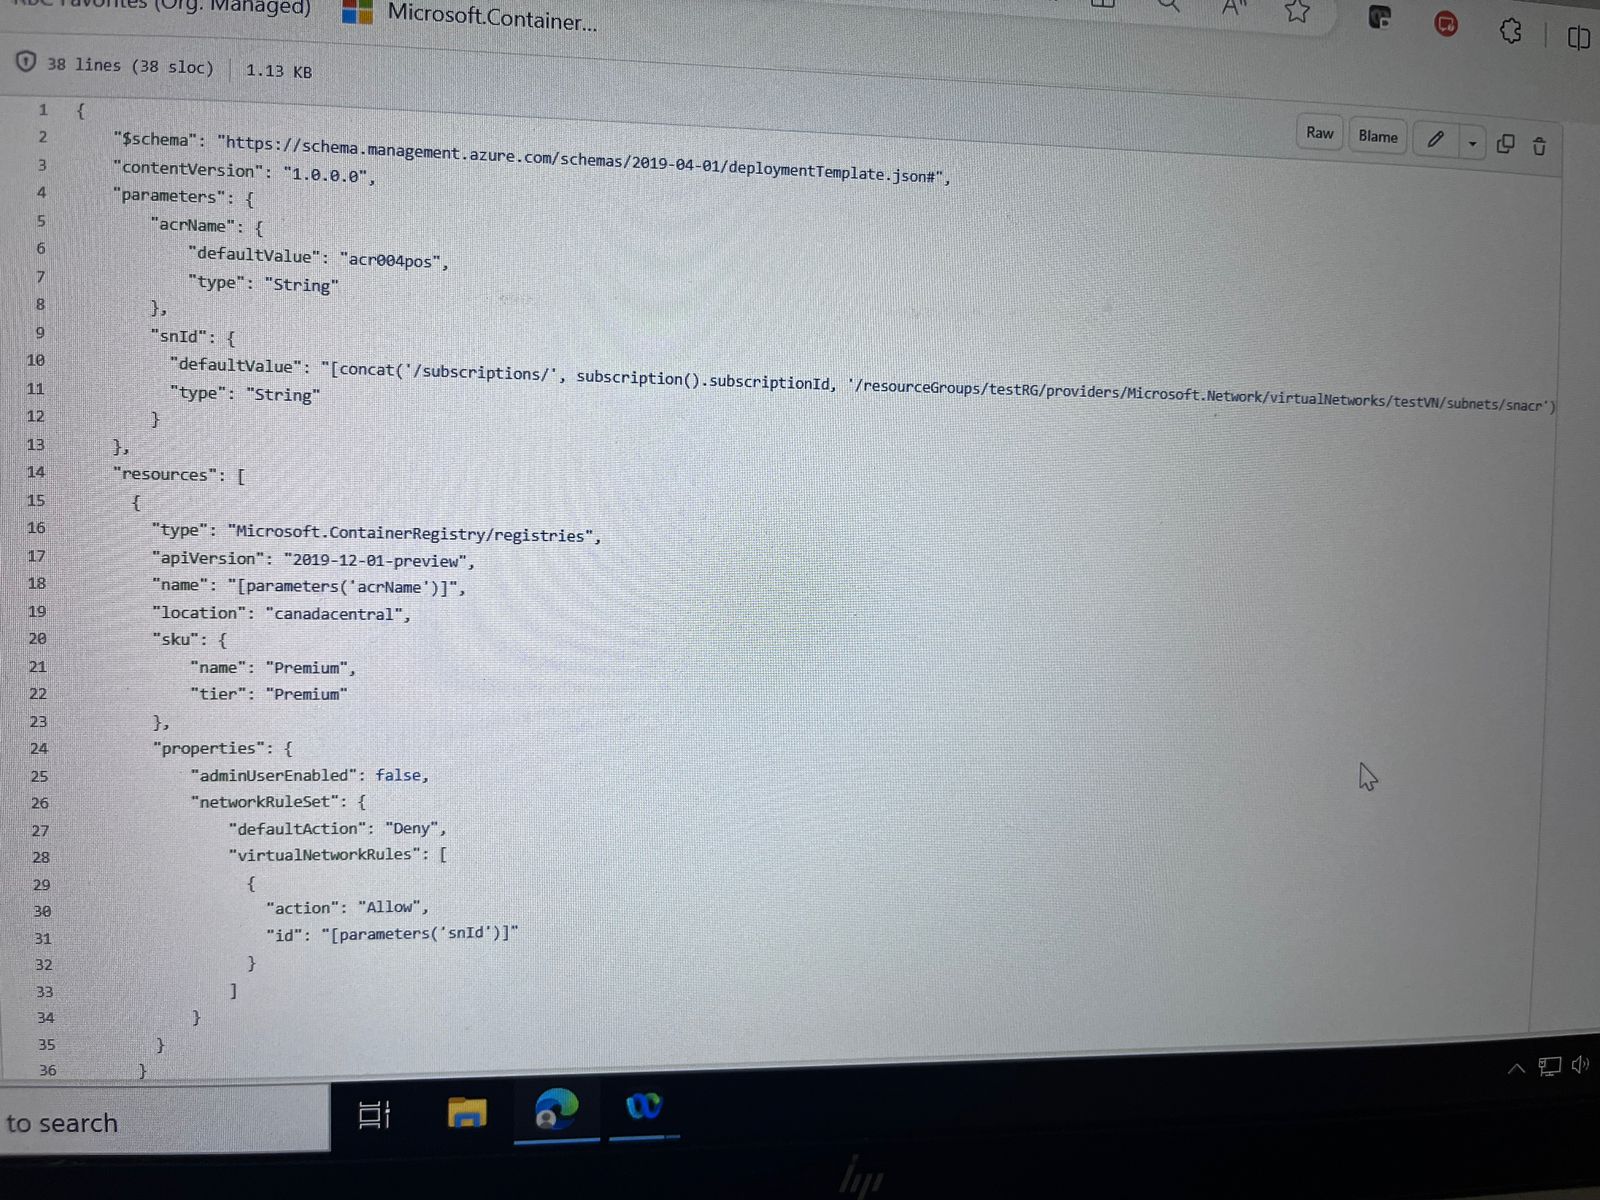 (Org. Managed)
Microsoft.Container...
38 lines (38 sloc) 1.13 KB
Raw Blame
1 {
2 "$schema": "https://schema.management.azure.com/schemas/2019-04-01/deploymentTemplate.json#",
3 "contentVersion": "1.0.0.0",
4 "parameters": {
5 "acrName": {
6 "defaultValue": "acr004pos",
7 "type": "String"
8 },
9 "snId": {
10 "defaultValue": "[concat('/subscriptions/', subscription().subscriptionId, '/resourceGroups/testRG/providers/Microsoft.Network/virtualNetworks/testVN/subnets/snacr')
11 "type": "String"
12 }
13 },
14 "resources": [
15 {
16 "type": "Microsoft.ContainerRegistry/registries",
17 "apiVersion": "2019-12-01-preview",
18 "name": "[parameters('acrName')]",
19 "location": "canadacentral",
20 "sku": {
21 "name": "Premium",
22 "tier": "Premium"
23 },
24 "properties": {
25 "adminUserEnabled": false,
26 "networkRuleSet": {
27 "defaultAction": "Deny",
28 "virtualNetworkRules": [
29 {
30 "action": "Allow",
31 "id": "[parameters('snId')]"
32 }
33 ]
34 }
35 }
36 }
to search
hp